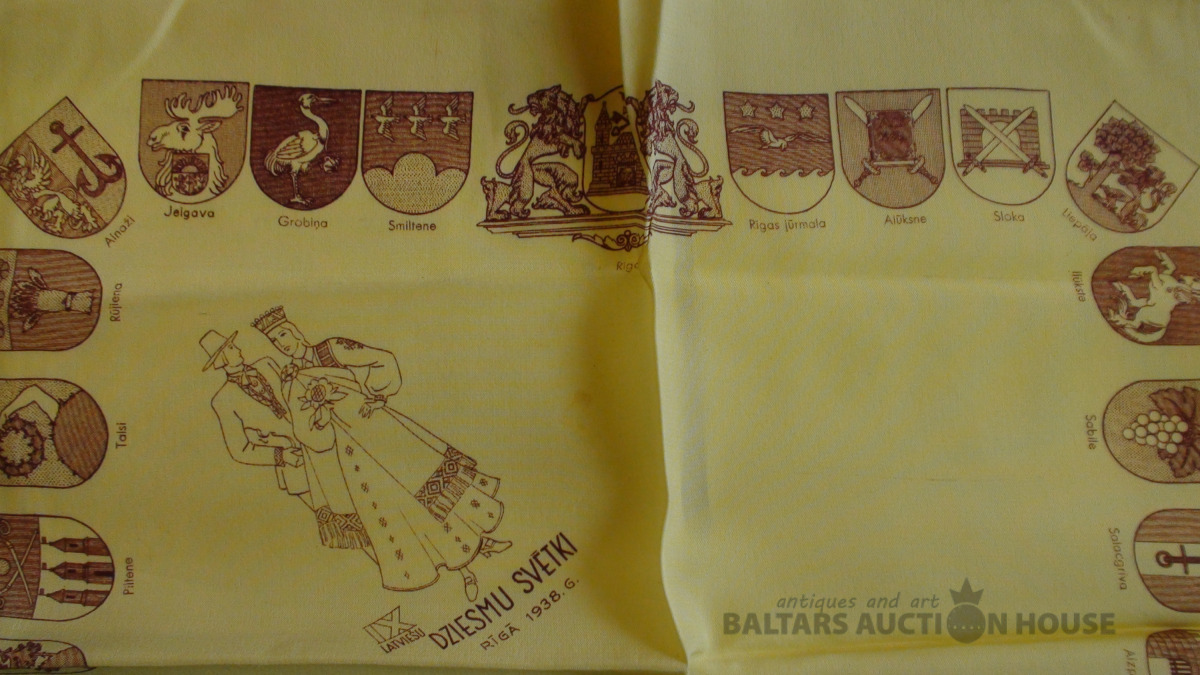 Ainaži
Jelgava
Grobiņa
Smiltene
Rīga
Rīgas jūrmala
Alūksne
Sloka
Liepāja
Rūjiena
Ilūkste
Talsi
Sabile
Piltene
Salacgrīva
IX
LATVIEŠU
DZIESMU SVĒTKI
RĪGĀ 1938. G.
antiques and art
BALTARS AUCTION HOUSE